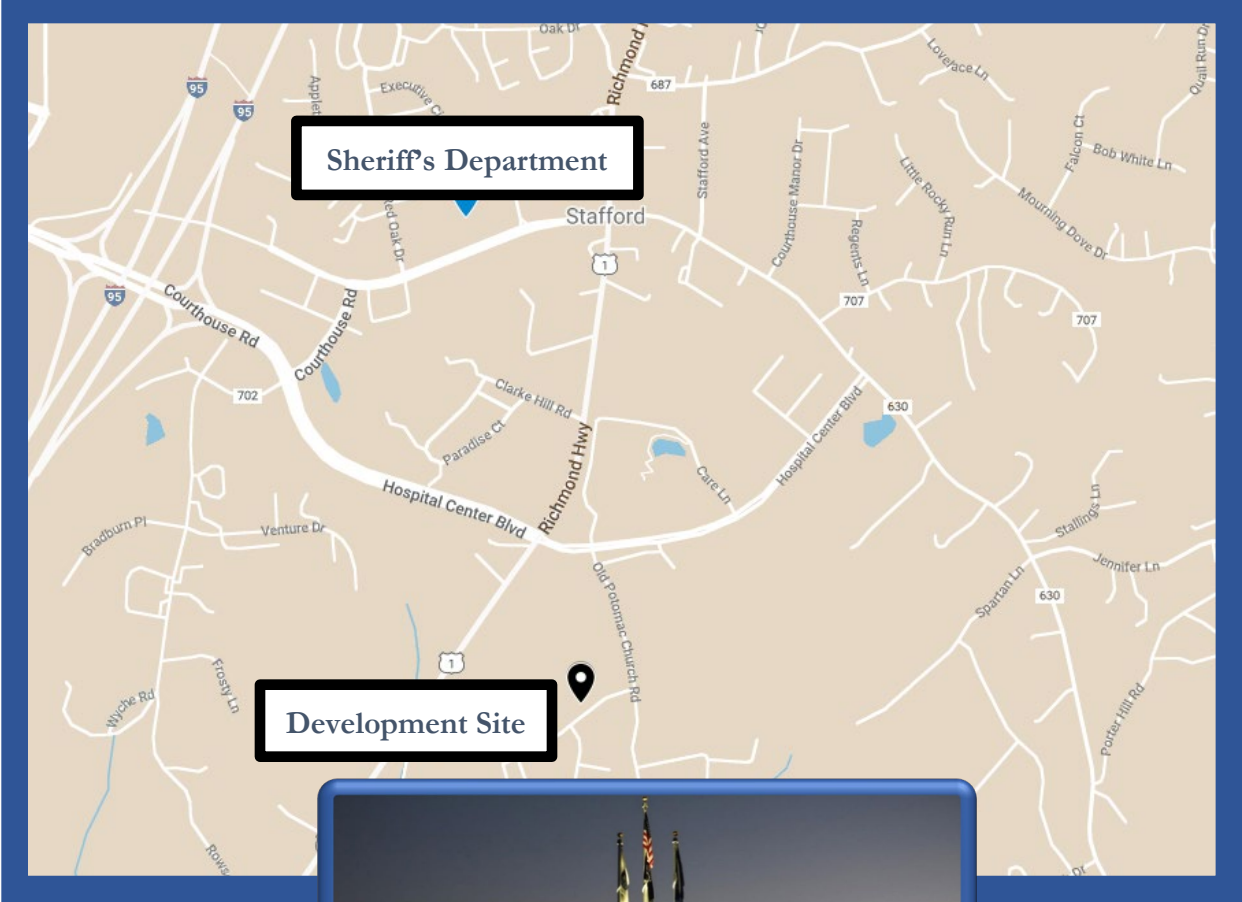 Oak Dr
Richmond
687
Lovelace Ln
Quail Run Dr
95
95
Applet
Executive Ci
Sheriff's Department
Stafford Ave
Courthouse Manor Dr
Falcon Ct
Bob White Ln
Little Rocky Run Ln
Mourning Dove Dr
Red Oak Dr
Stafford
Regents Ln
1
95
Courthouse Rd
Courthouse Rd
707
707
702
Clarke Hill Rd
Paradise Ct
Richmond Hwy
Hospital Center Blvd
630
Care Ln
Hospital Center Blvd
Bradburn Pl
Venture Dr
Stallings Ln
Jennifer Ln
Old Potomac Church Rd
Spartan Ln
630
1
Frosty Ln
Wyche Rd
Porter Hill Rd
Development Site
Rows
Dr